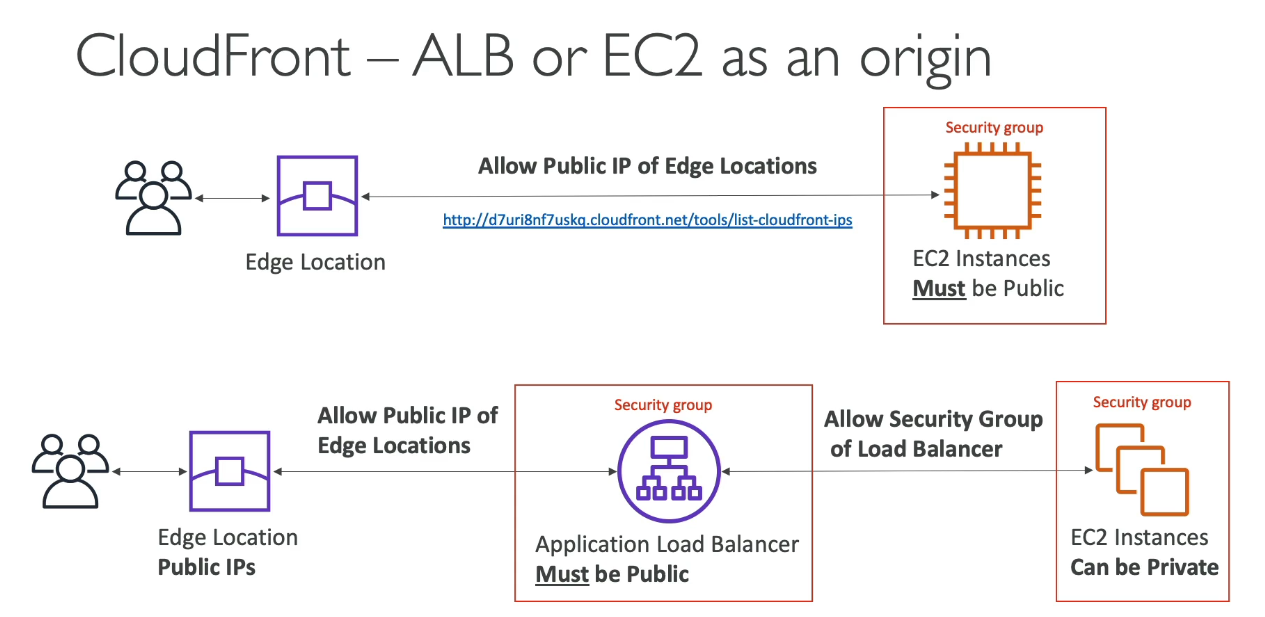 CloudFront – ALB or EC2 as an origin
Security group
Allow Public IP of Edge Locations
http://d7uri8nf7uskq.cloudfront.net/tools/list-cloudfront-ips
Edge Location
EC2 Instances
Must be Public
Allow Public IP of
Edge Locations
Security group
Allow Security Group
of Load Balancer
Security group
Edge Location
Public IPs
Application Load Balancer
Must be Public
EC2 Instances
Can be Private